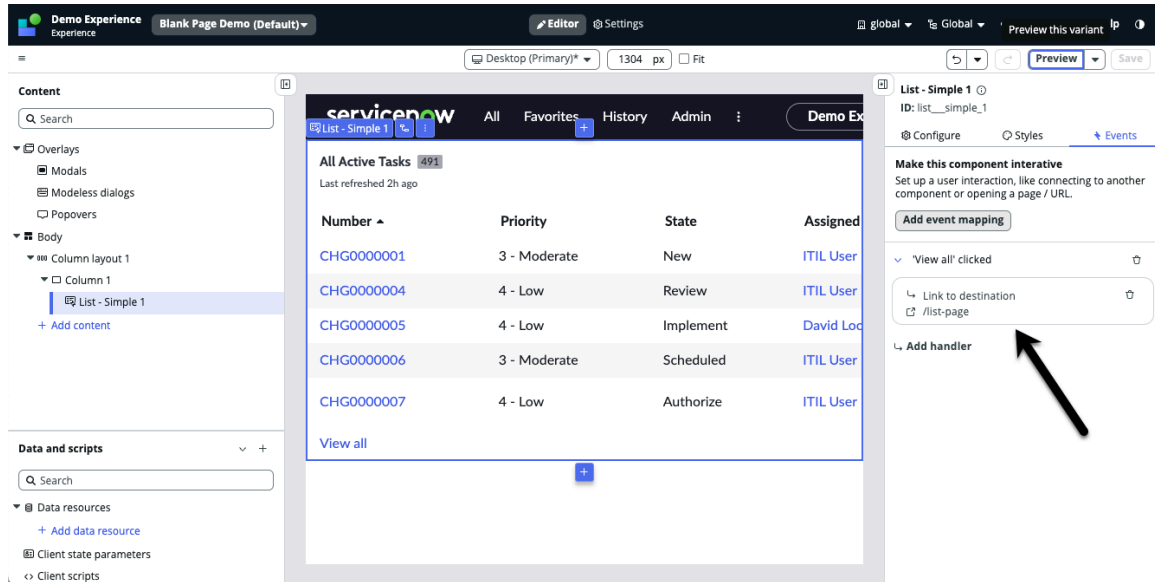 Demo Experience
Experience
Blank Page Demo (Default)
Editor
Settings
global
Global
lp
Preview this variant
Desktop (Primary)*
1304 px
Fit
Preview
Save
Content
Search
Overlays
Modals
Modeless dialogs
Popovers
Body
Column layout 1
Column 1
List - Simple 1
+ Add content
Data and scripts
Search
Data resources
+ Add data resource
Client state parameters
Client scripts
servicenow
All
Favorites
History
Admin
Demo Ex
List - Simple 1
All Active Tasks 491
Last refreshed 2h ago
Number Priority State Assigned
CHG0000001 3 - Moderate New ITIL User
CHG0000004 4 - Low Review ITIL User
CHG0000005 4 - Low Implement David Loo
CHG0000006 3 - Moderate Scheduled ITIL User
CHG0000007 4 - Low Authorize ITIL User
View all
List - Simple 1
ID: list__simple_1
Configure
Styles
Events
Make this component interative
Set up a user interaction, like connecting to another
component or opening a page / URL.
Add event mapping
'View all' clicked
Link to destination
/list-page
Add handler